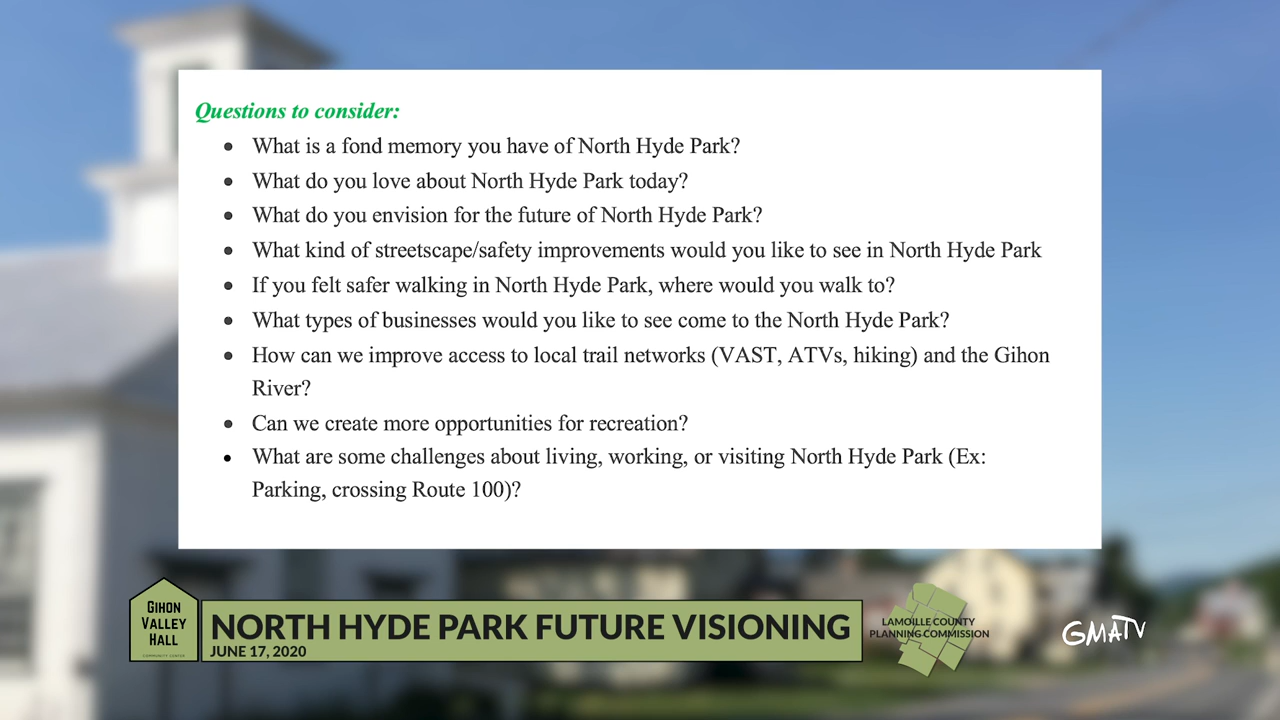 Questions to consider:
• What is a fond memory you have of North Hyde Park?
• What do you love about North Hyde Park today?
• What do you envision for the future of North Hyde Park?
• What kind of streetscape/safety improvements would you like to see in North Hyde Park
• If you felt safer walking in North Hyde Park, where would you walk to?
• What types of businesses would you like to see come to the North Hyde Park?
• How can we improve access to local trail networks (VAST, ATVs, hiking) and the Gihon
River?
• Can we create more opportunities for recreation?
• What are some challenges about living, working, or visiting North Hyde Park (Ex:
Parking, crossing Route 100)?
GIHON
VALLEY
HALL
COMMUNITY CENTER
NORTH HYDE PARK FUTURE VISIONING
JUNE 17, 2020
LAMOILLE COUNTY
PLANNING COMMISSION
GMATV